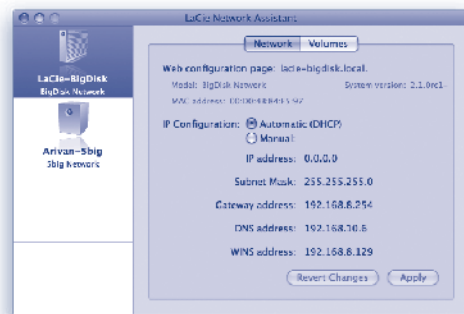 LaCie Network Assistant
Network Volumes
LaCie-BigDisk
BigDisk Network
Arivan-5big
5big Network
Web configuration page: lacie-bigdisk.local.
Model: BigDisk Network System version: 2.1.0rc1-
MAC address:
IP Configuration: Automatic (DHCP)
Manual:
IP address: 0.0.0.0
Subnet Mask: 255.255.255.0
Gateway address: 192.168.8.254
DNS address: 192.168.30.6
WINS address: 192.168.8.129
Revert Changes Apply